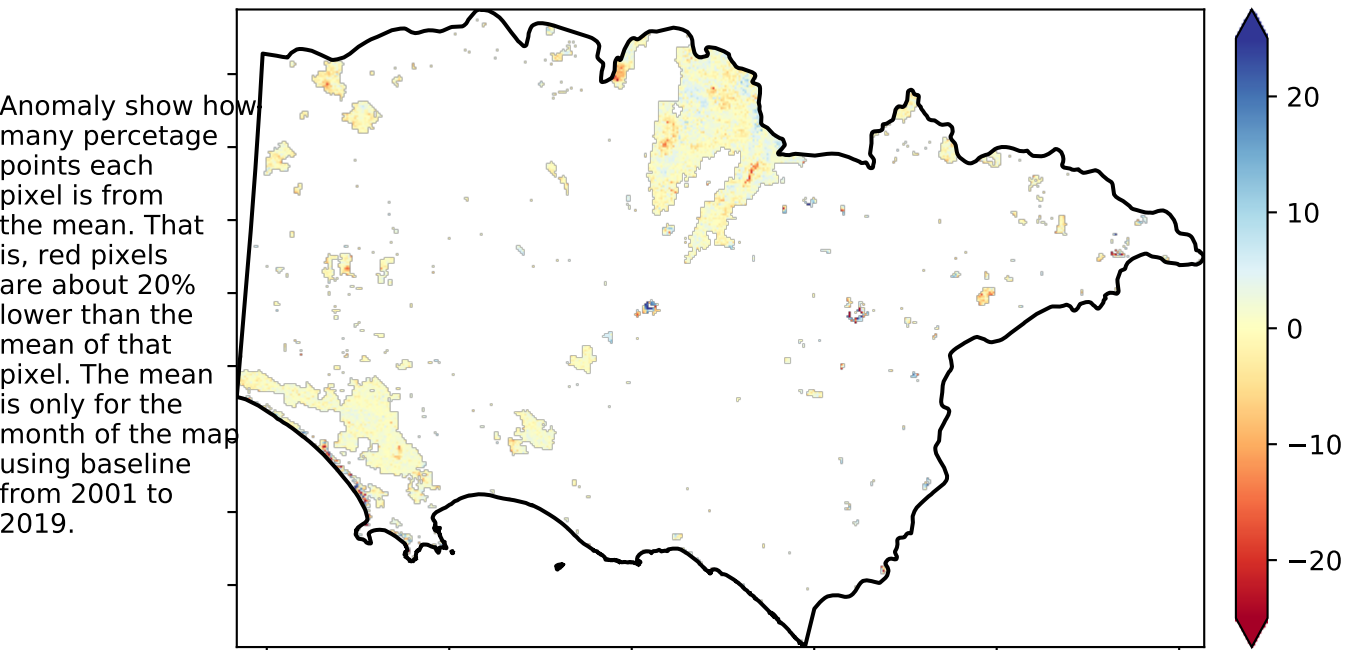 Anomaly show how
many percetage
points each
pixel is from
the mean. That
is, red pixels
are about 20%
lower than the
mean of that
pixel. The mean
is only for the
month of the map
using baseline
from 2001 to
2019.
20
10
0
−10
−20